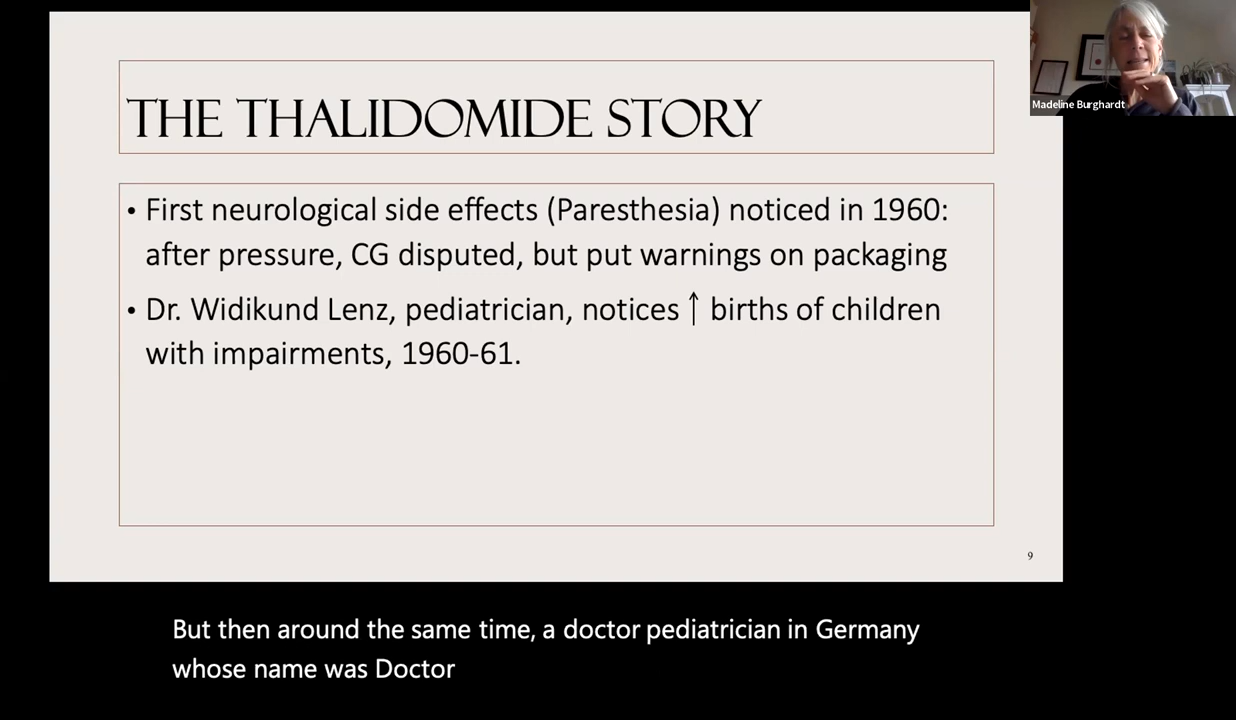 THE THALIDOMIDE STORY
Madeline Burghardt
• First neurological side effects (Paresthesia) noticed in 1960:
after pressure, CG disputed, but put warnings on packaging
• Dr. Widikund Lenz, pediatrician, notices ↑ births of children
with impairments, 1960-61.
9
But then around the same time, a doctor pediatrician in Germany
whose name was Doctor